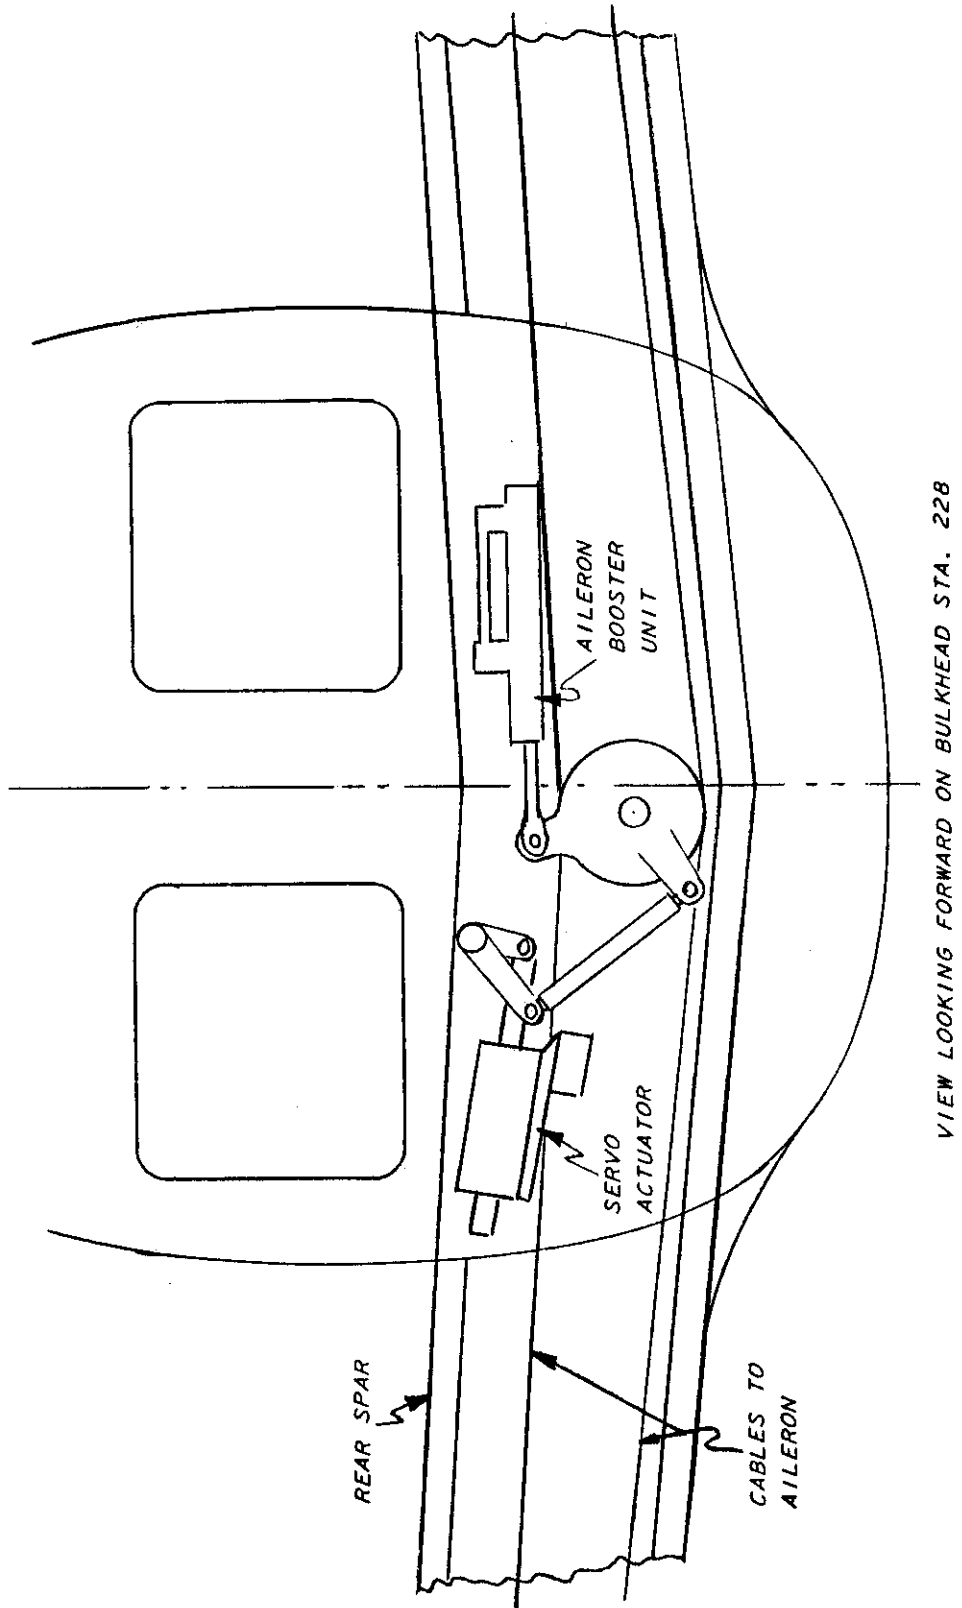 REAR SPAR
CABLES TO
AILERON
SERVO
ACTUATOR
AILERON
BOOSTER
UNIT
VIEW LOOKING FORWARD ON BULKHEAD STA. 228